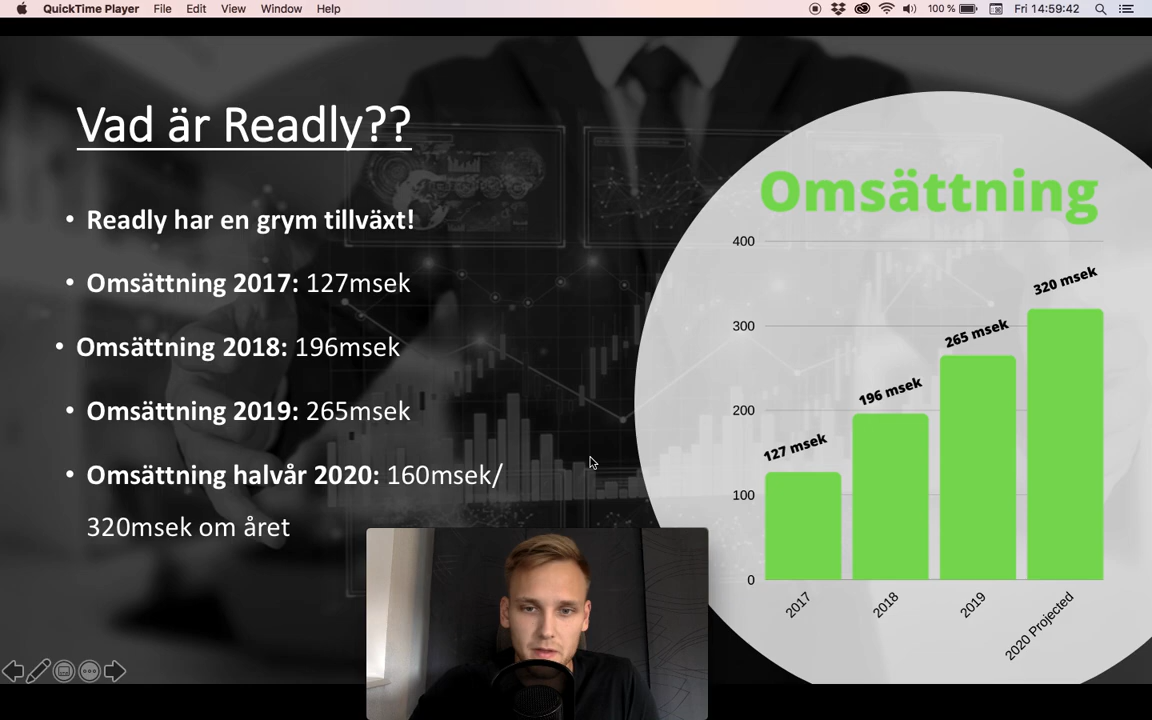 QuickTime Player File Edit View Window Help 100 % Fri 14:59:42
Vad är Readly??
• Readly har en grym tillväxt!
• Omsättning 2017: 127msek
• Omsättning 2018: 196msek
• Omsättning 2019: 265msek
• Omsättning halvår 2020: 160msek/
320msek om året
Omsättning
400
300
200
100
0
127 msek
196 msek
265 msek
320 msek
2017
2018
2019
2020 Projected